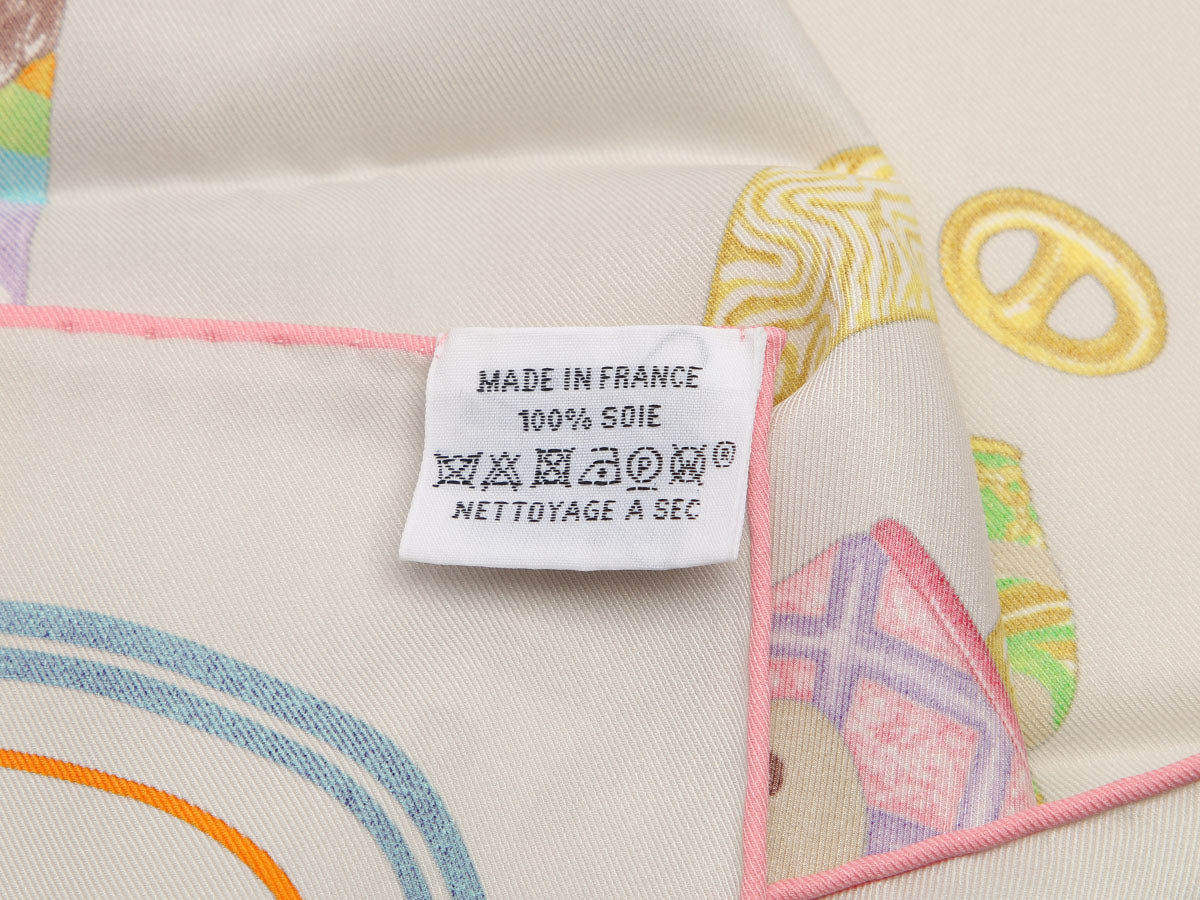 MADE IN FRANCE
100% SOIE
P W ®
NETTOYAGE A SEC